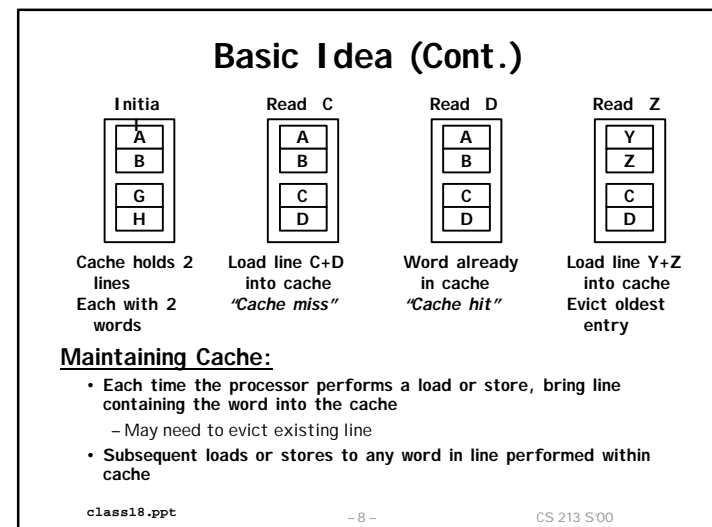 Basic Idea (Cont.)
Initia
l
A
B
G
H
Cache holds 2
lines
Each with 2
words
Read C
A
B
C
D
Load line C+D
into cache
"Cache miss"
Read D
A
B
C
D
Word already
in cache
"Cache hit"
Read Z
Y
Z
C
D
Load line Y+Z
into cache
Evict oldest
entry
Maintaining Cache:
• Each time the processor performs a load or store, bring line
containing the word into the cache
– May need to evict existing line
• Subsequent loads or stores to any word in line performed within
cache
class18.ppt
– 8 –
CS 213 S'00